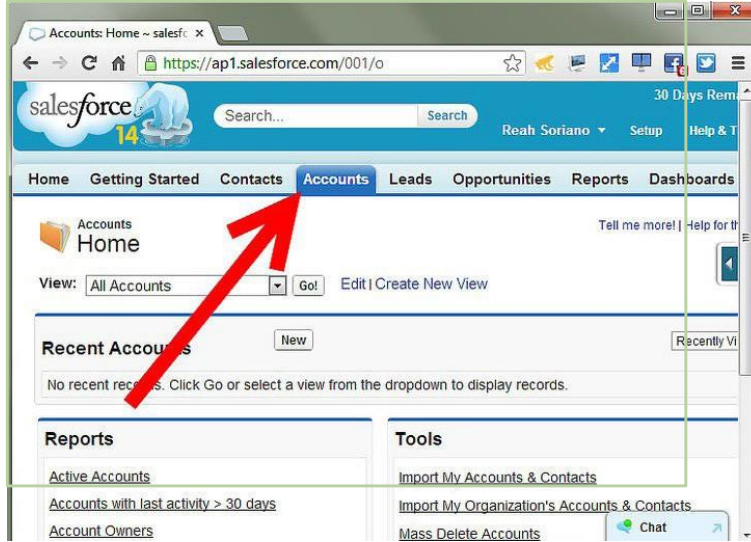 Accounts: Home ~ salesfc
https://ap1.salesforce.com/001/o
30 Days Rema
salesforce
14
Search...
Search
Reah Soriano
Setup
Help & T
Home Getting Started Contacts Accounts Leads Opportunities Reports Dashboards
Accounts
Home
Tell me more! | Help for th
View: All Accounts Go! Edit | Create New View
Recent Accounts
New
Recently Vi
No recent records. Click Go or select a view from the dropdown to display records.
Reports
Active Accounts
Accounts with last activity > 30 days
Account Owners
Tools
Import My Accounts & Contacts
Import My Organization's Accounts & Contacts
Mass Delete Accounts
Chat